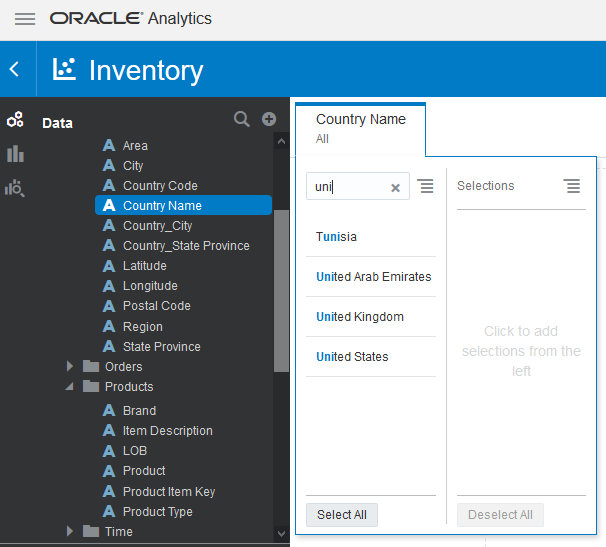 ORACLE Analytics
Inventory
Data
Area
City
Country Code
Country Name
Country_City
Country_State Province
Latitude
Longitude
Postal Code
Region
State Province
Orders
Products
Brand
Item Description
LOB
Product
Product Item Key
Product Type
Time
Country Name
All
uni
Tunisia
United Arab Emirates
United Kingdom
United States
Select All
Selections
Click to add
selections from the
left
Deselect All